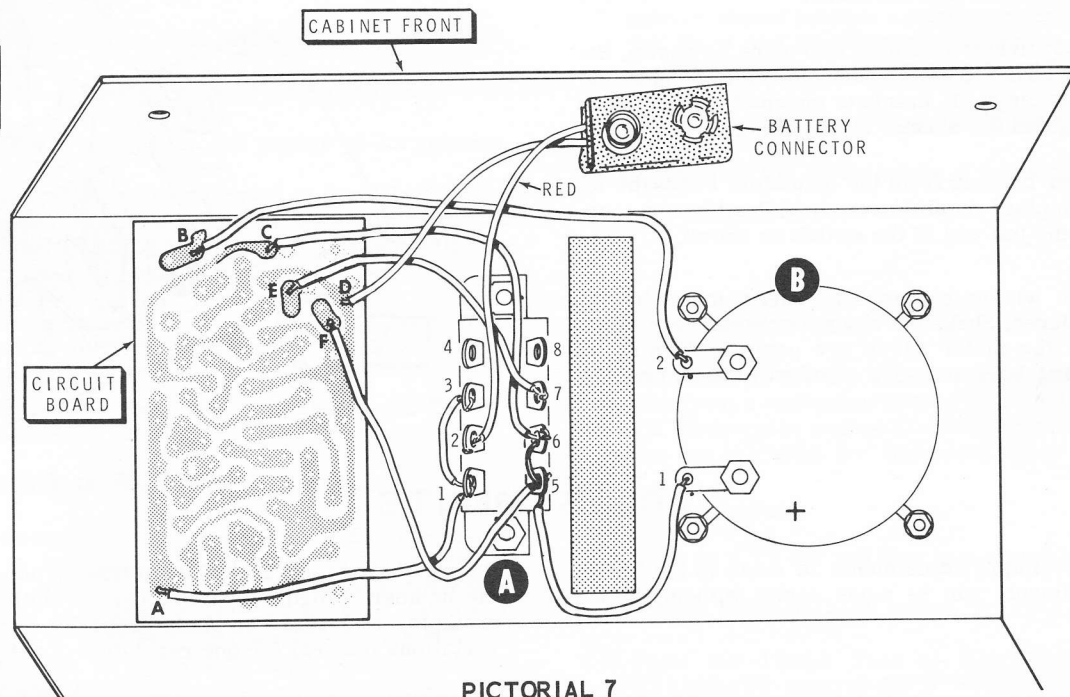 CABINET FRONT
BATTERY
CONNECTOR
RED
B
C
E
D
F
B
4
8
3
7
2
6
1
5
2
1
+
CIRCUIT
BOARD
A
A
PICTORIAL 7